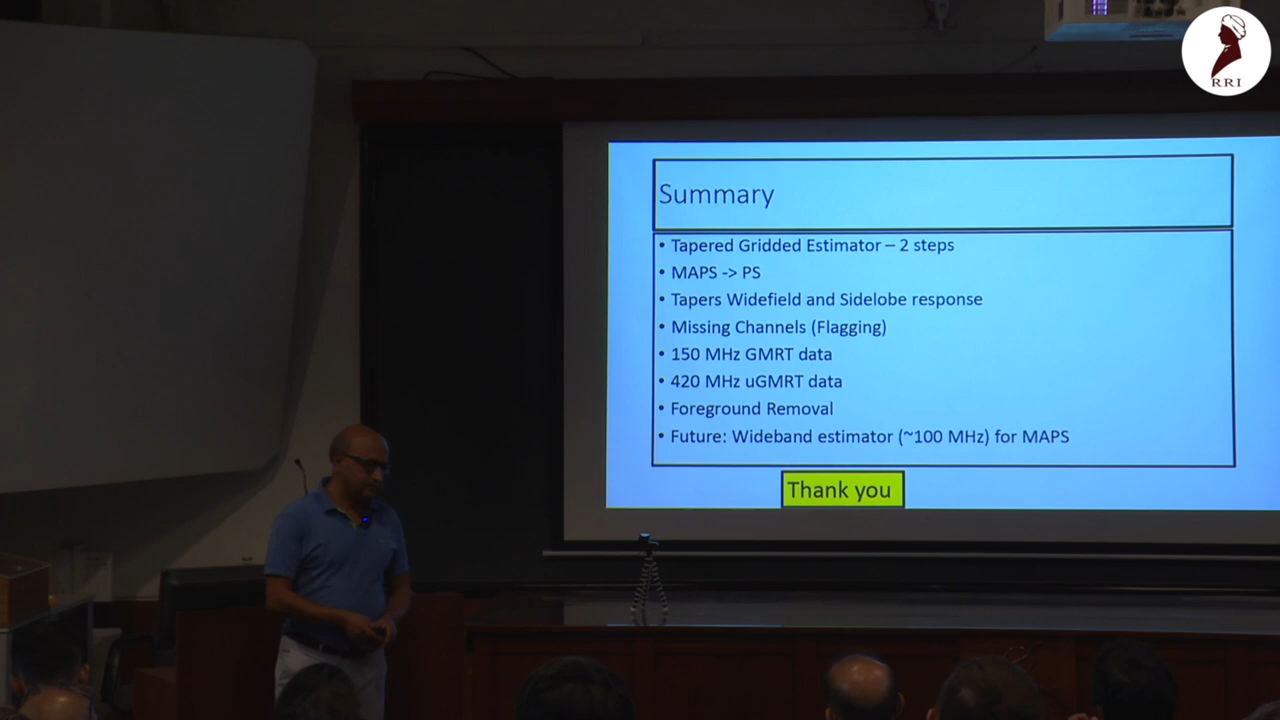 RRI
Summary
• Tapered Gridded Estimator – 2 steps
• MAPS -> PS
• Tapers Widefield and Sidelobe response
• Missing Channels (Flagging)
• 150 MHz GMRT data
• 420 MHz uGMRT data
• Foreground Removal
• Future: Wideband estimator (~100 MHz) for MAPS
Thank you